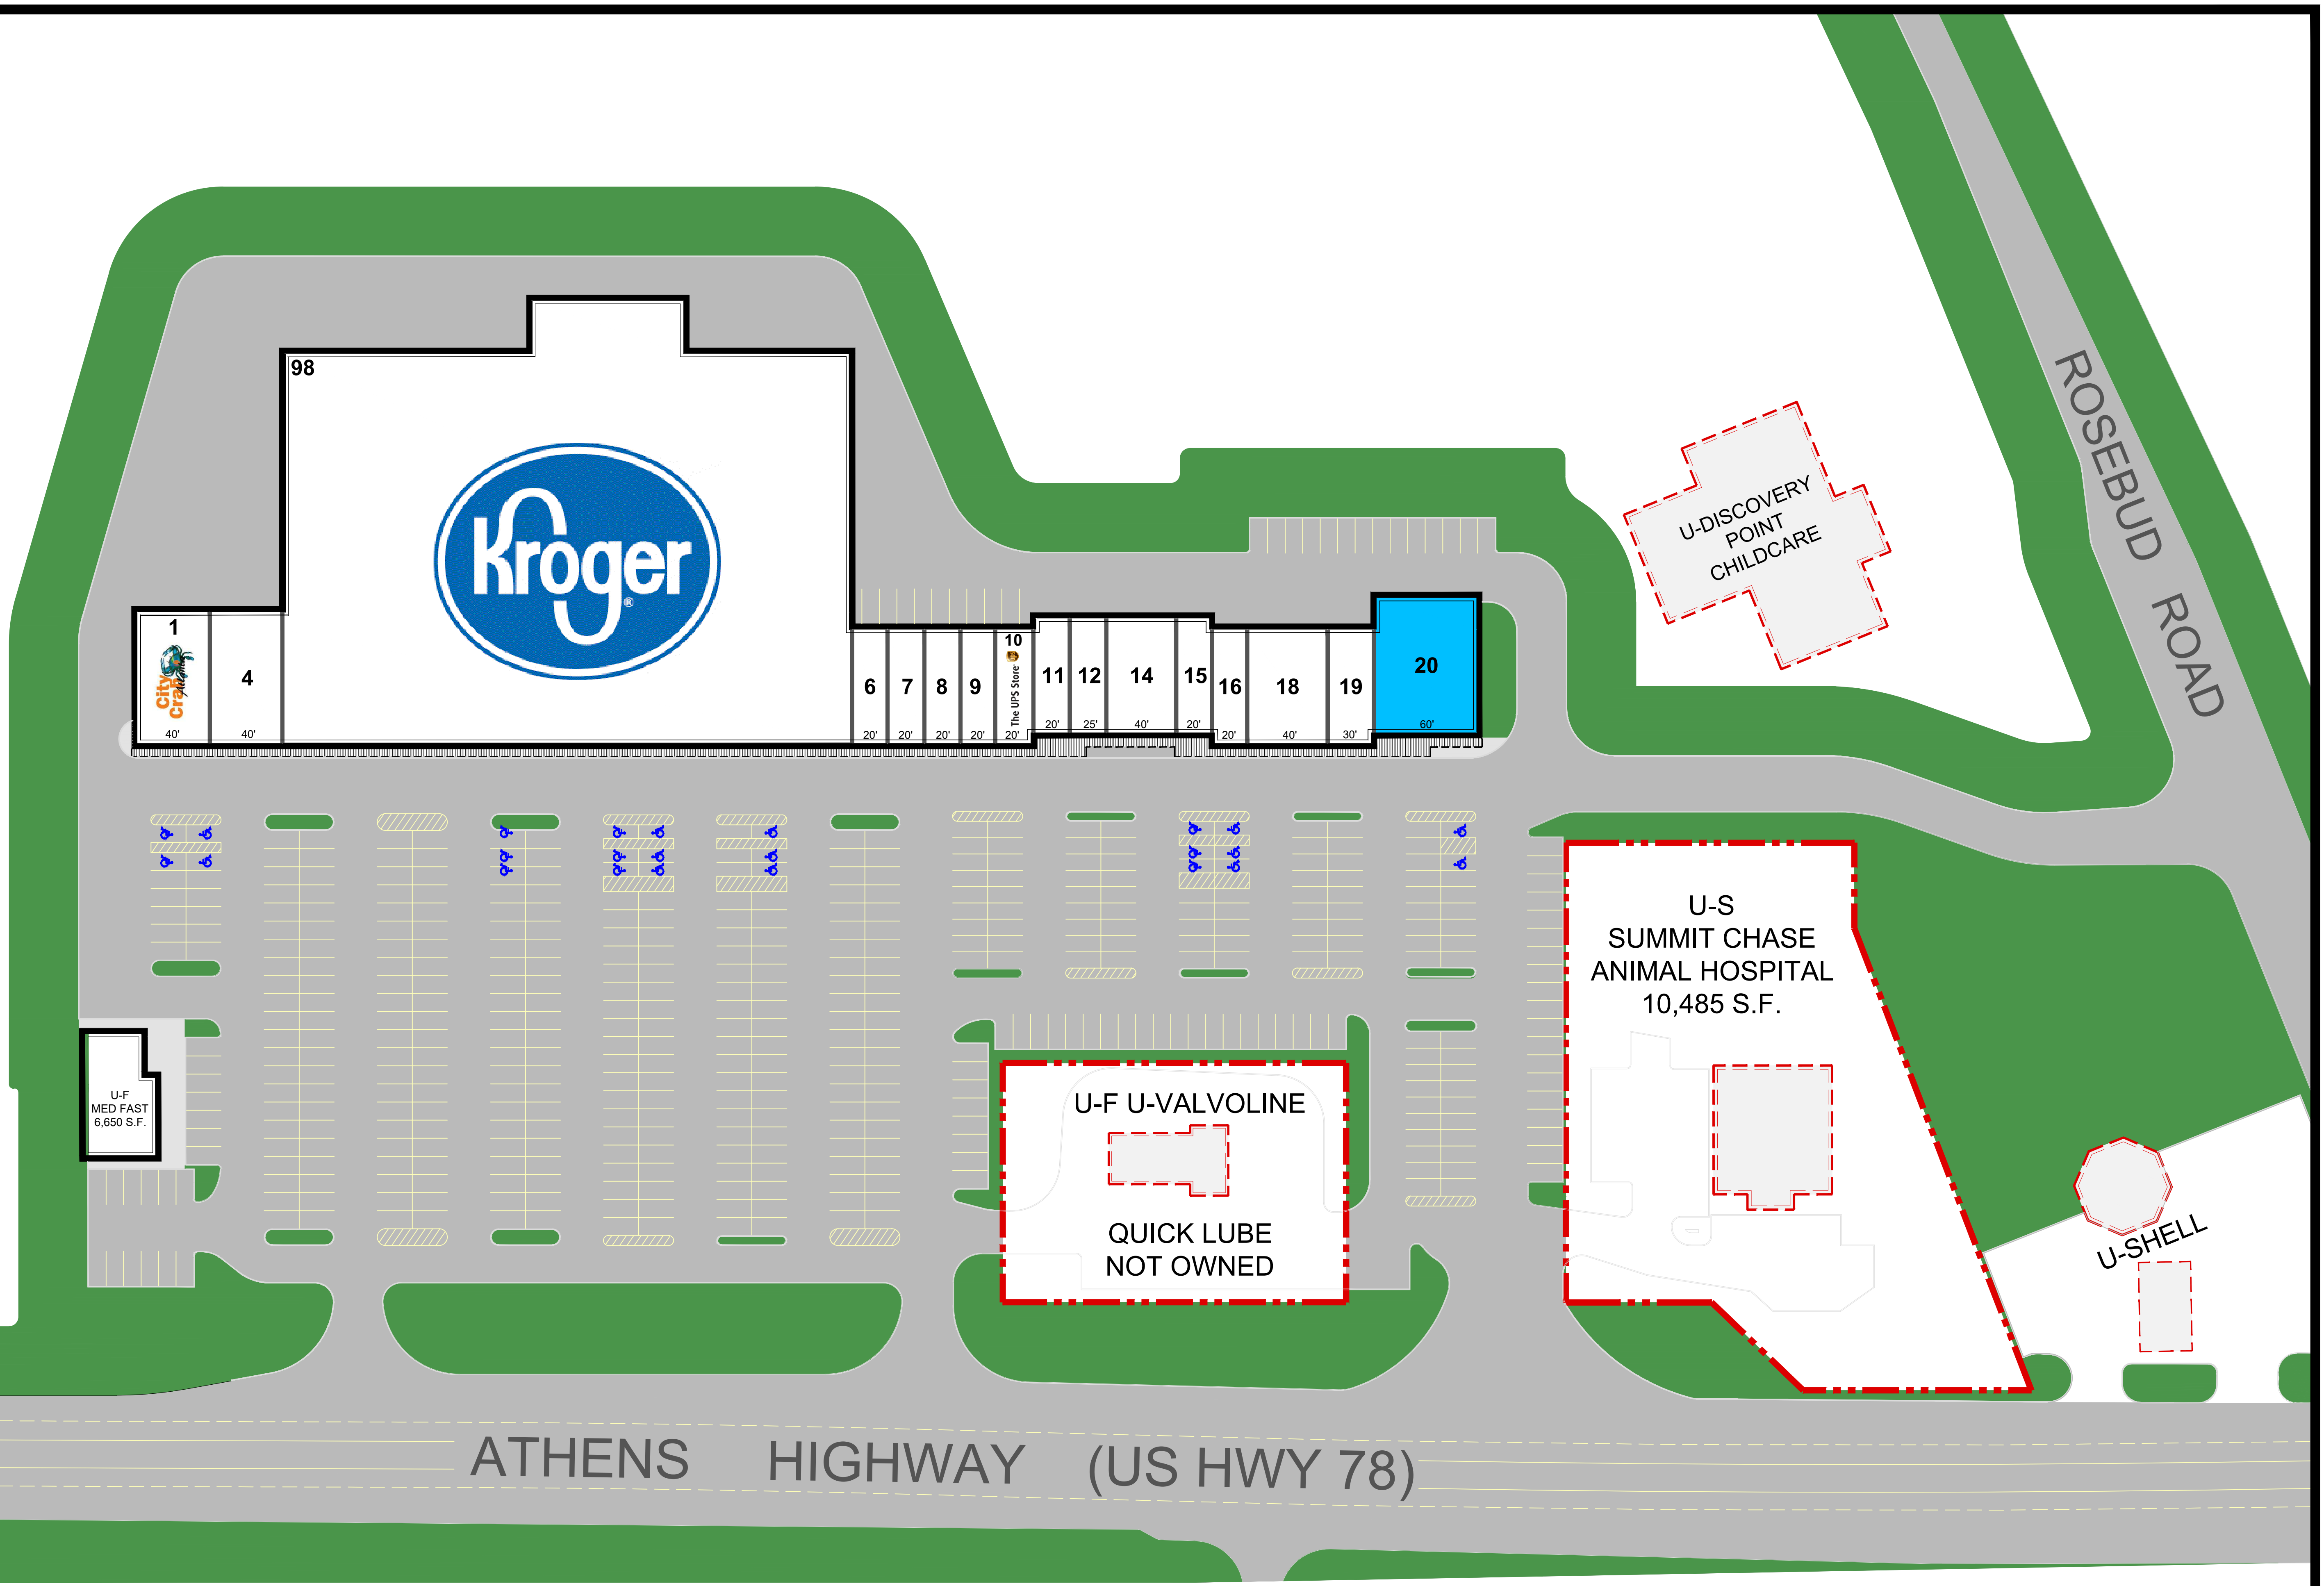 98
Kroger
®
1
City
Crab
Atlanta
40'
4
40'
6
20'
7
20'
8
20'
9
20'
10
The UPS Store
20'
11
20'
12
25'
14
40'
15
20'
16
20'
18
40'
19
30'
20
60'
U-DISCOVERY
POINT
CHILDCARE
ROSEBUD ROAD
U-S
SUMMIT CHASE
ANIMAL HOSPITAL
10,485 S.F.
U-F
MED FAST
6,650 S.F.
U-F U-VALVOLINE
QUICK LUBE
NOT OWNED
U-SHELL
ATHENS HIGHWAY (US HWY 78)